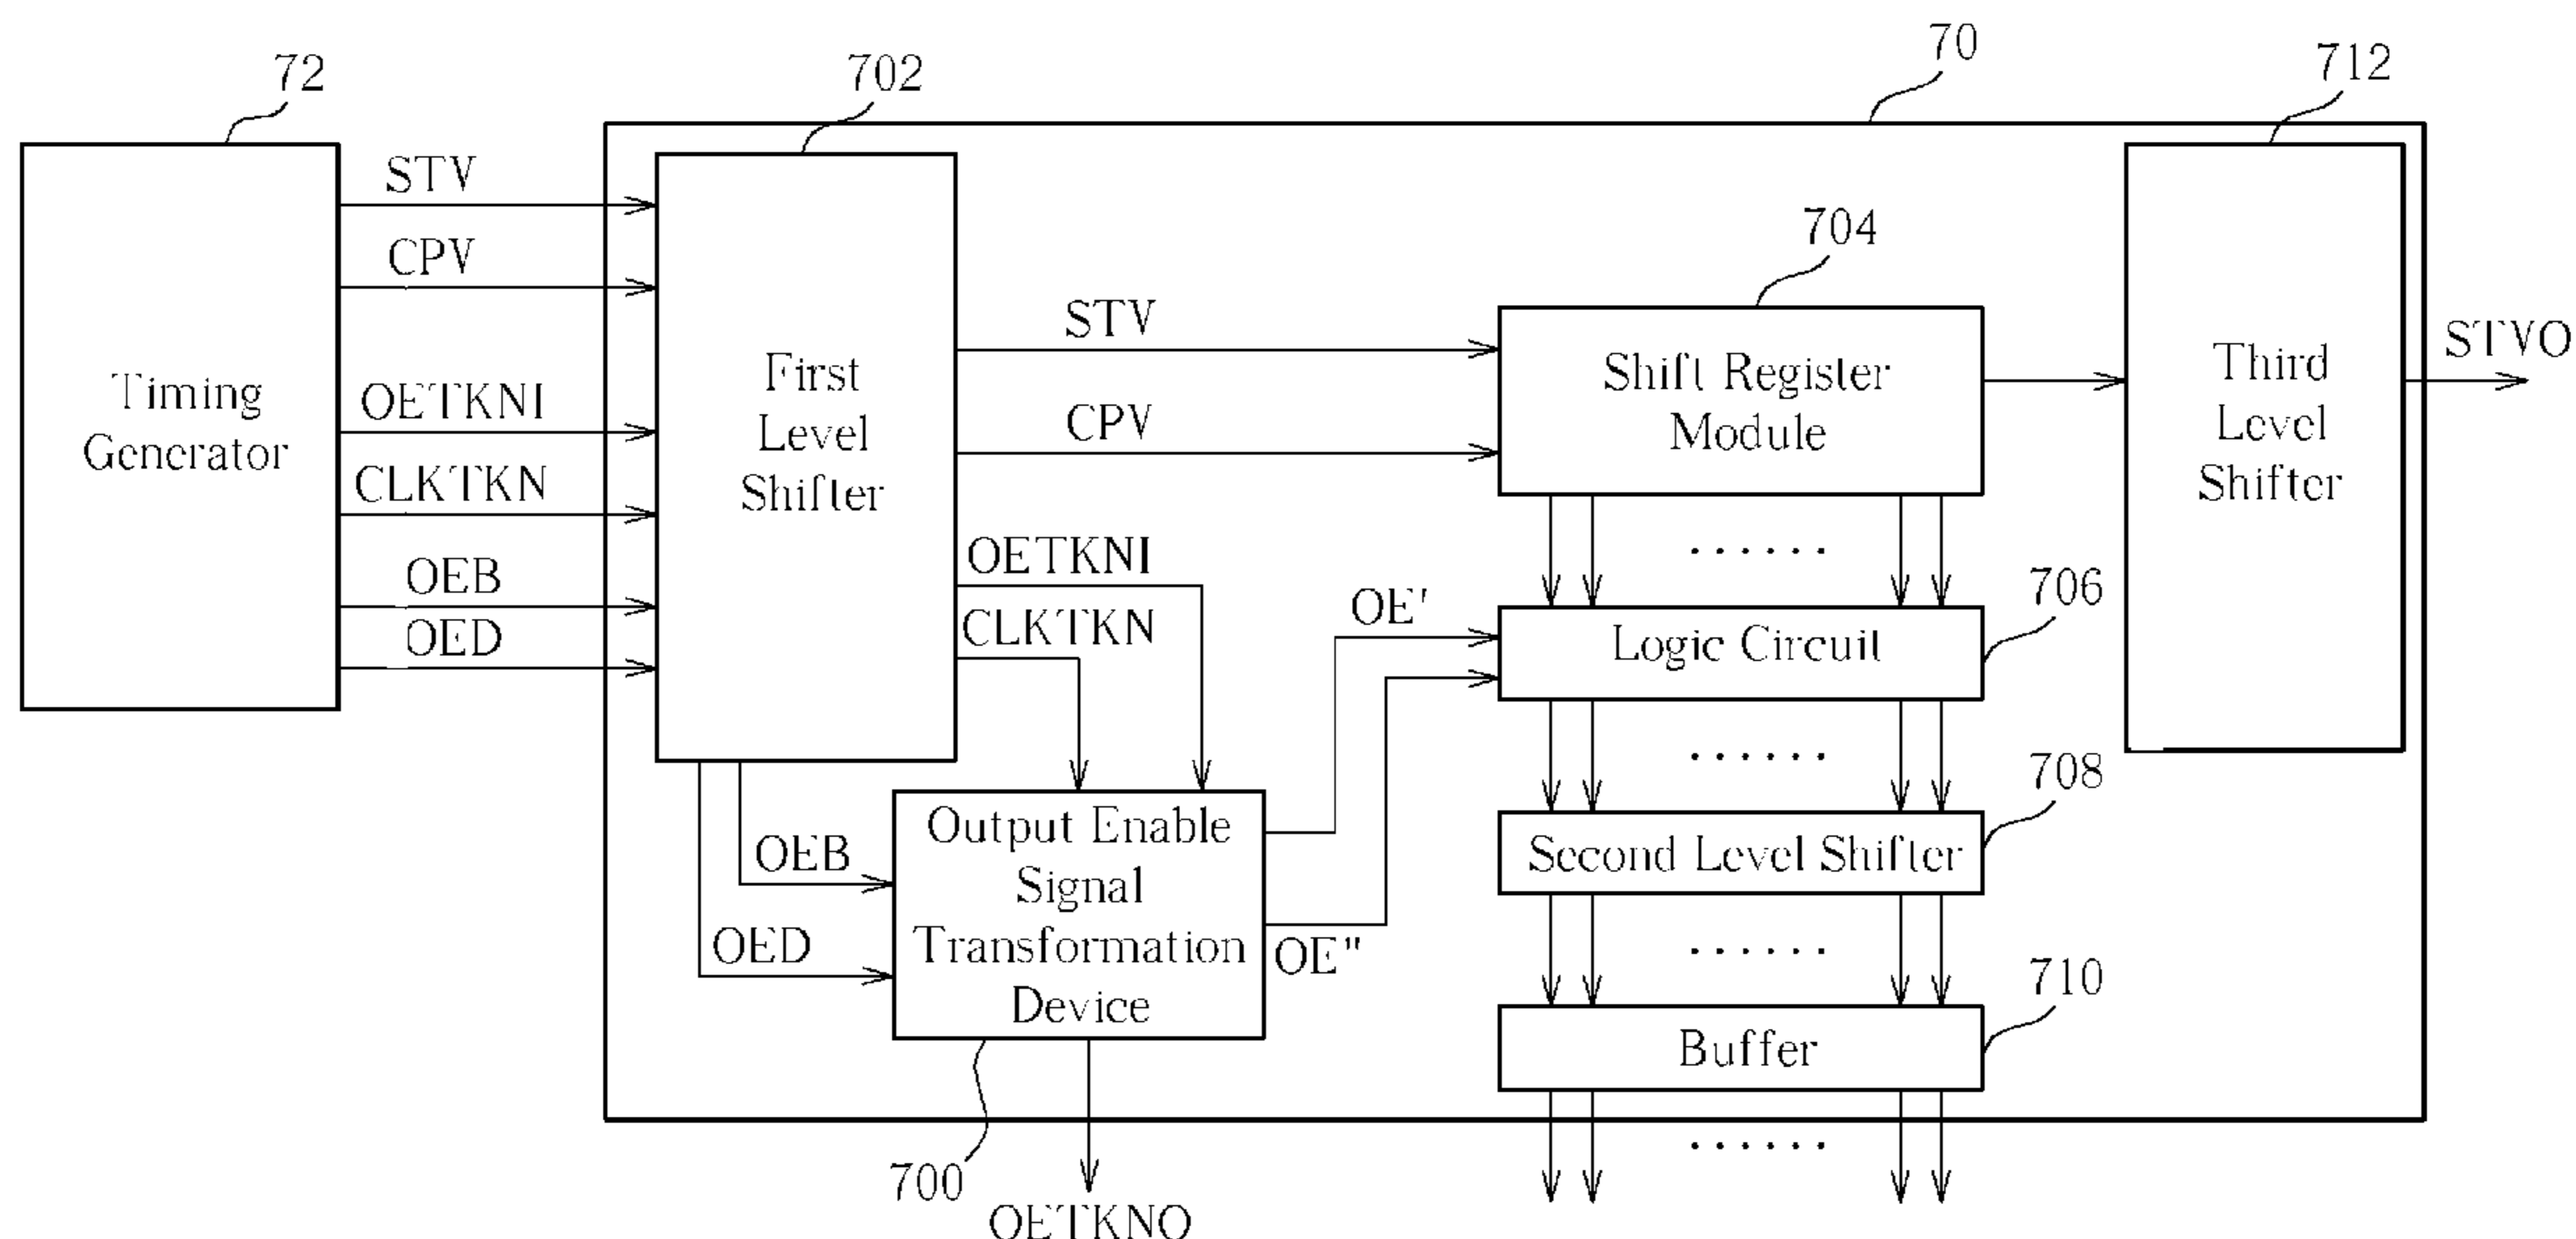 72
702
70
712
STV
CPV
OETKNI
CLKTKN
OEB
OED
Timing
Generator
First
Level
Shifter
STV
CPV
OETKNI
CLKTKN
OEB
OED
704
Shift Register
Module
Third
Level
Shifter
STVO
......
OE'
OE"
706
Logic Circuit
......
708
Second Level Shifter
......
710
Buffer
......
Output Enable
Signal
Transformation
Device
700
OETKNO